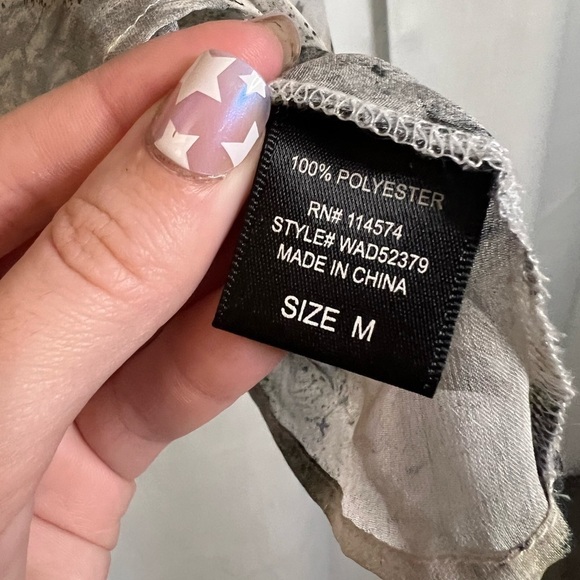 100% POLYESTER
RN# 114574
STYLE# WAD52379
MADE IN CHINA
SIZE M